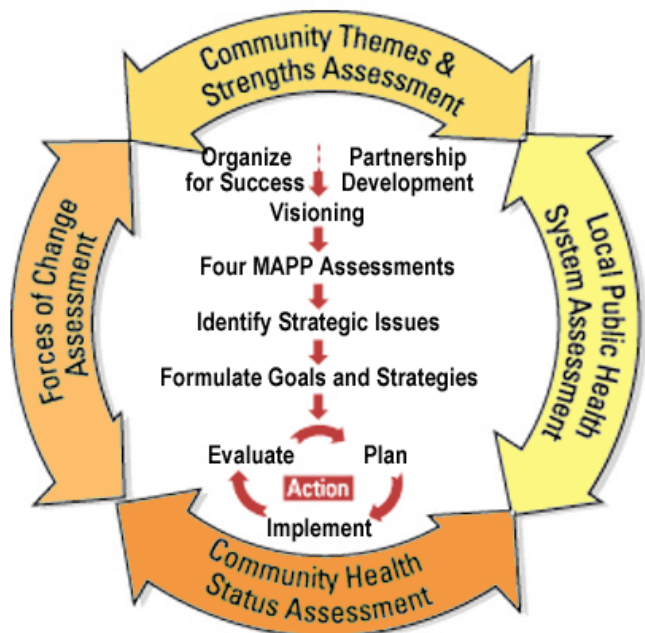 Community Themes &
Strengths Assessment
Organize
for Success
Partnership
Development
Visioning
Four MAPP Assessments
Identify Strategic Issues
Formulate Goals and Strategies
Evaluate
Plan
Action
Implement
Forces of Change
Assessment
Local Public Health
System Assessment
Community Health
Status Assessment